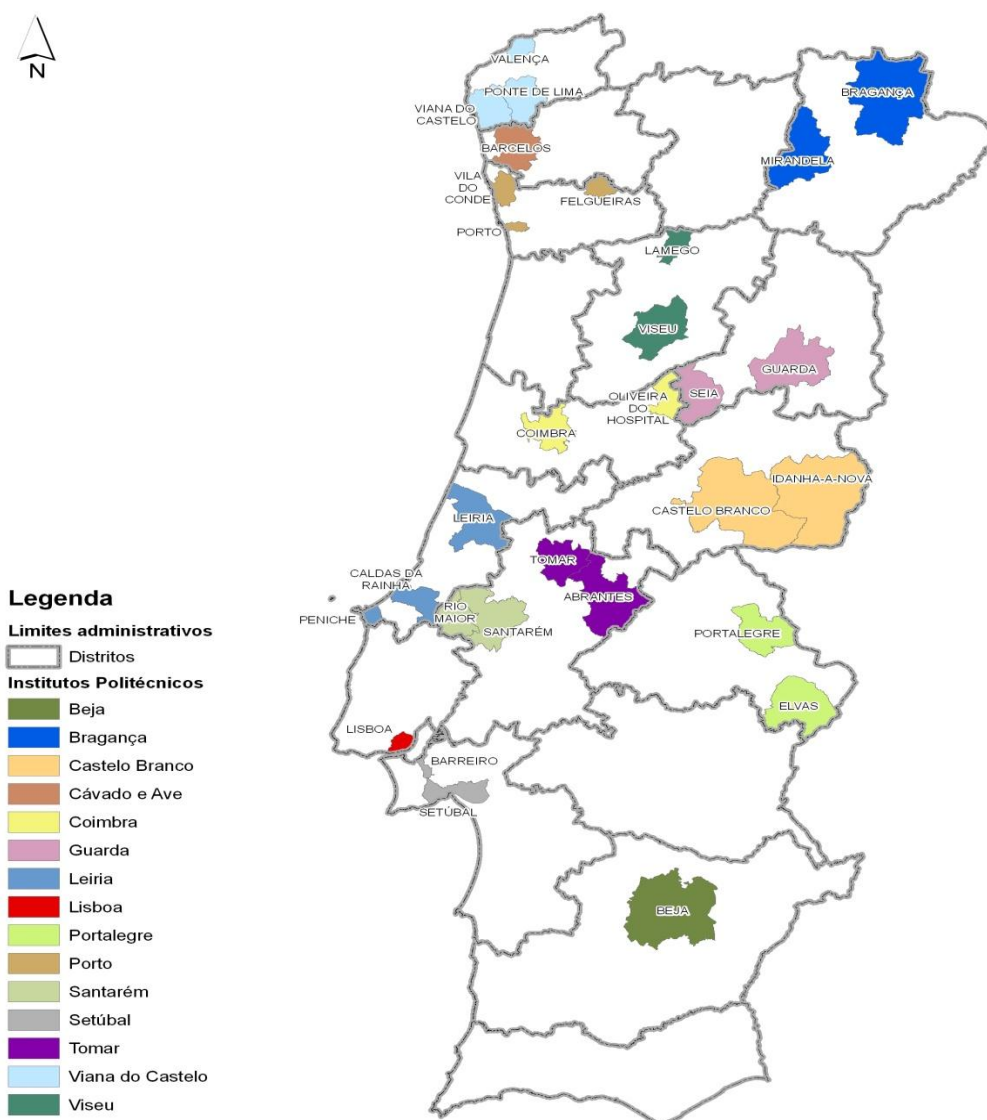 N
VALENÇA
PONTE DE LIMA
VIANA DO
CASTELO
BRAGANÇA
BARCELOS
MIRANDELA
VILA
DO
CONDE
FELGUEIRAS
PORTO
LAMEGO
VISEU
GUARDA
SEIA
OLIVEIRA
DO
HOSPITAL
COIMBRA
IDANHA-A-NOVA
CASTELO BRANCO
LEIRIA
TOMAR
ABRANTES
CALDAS DA
RAINHA
PENICHE
RIO
MAIOR
SANTARÉM
PORTALEGRE
ELVAS
LISBOA
BARREIRO
SETÚBAL
BEJA
Legenda
Limites administrativos
Distritos
Institutos Politécnicos
Beja
Bragança
Castelo Branco
Cávado e Ave
Coimbra
Guarda
Leiria
Lisboa
Portalegre
Porto
Santarém
Setúbal
Tomar
Viana do Castelo
Viseu